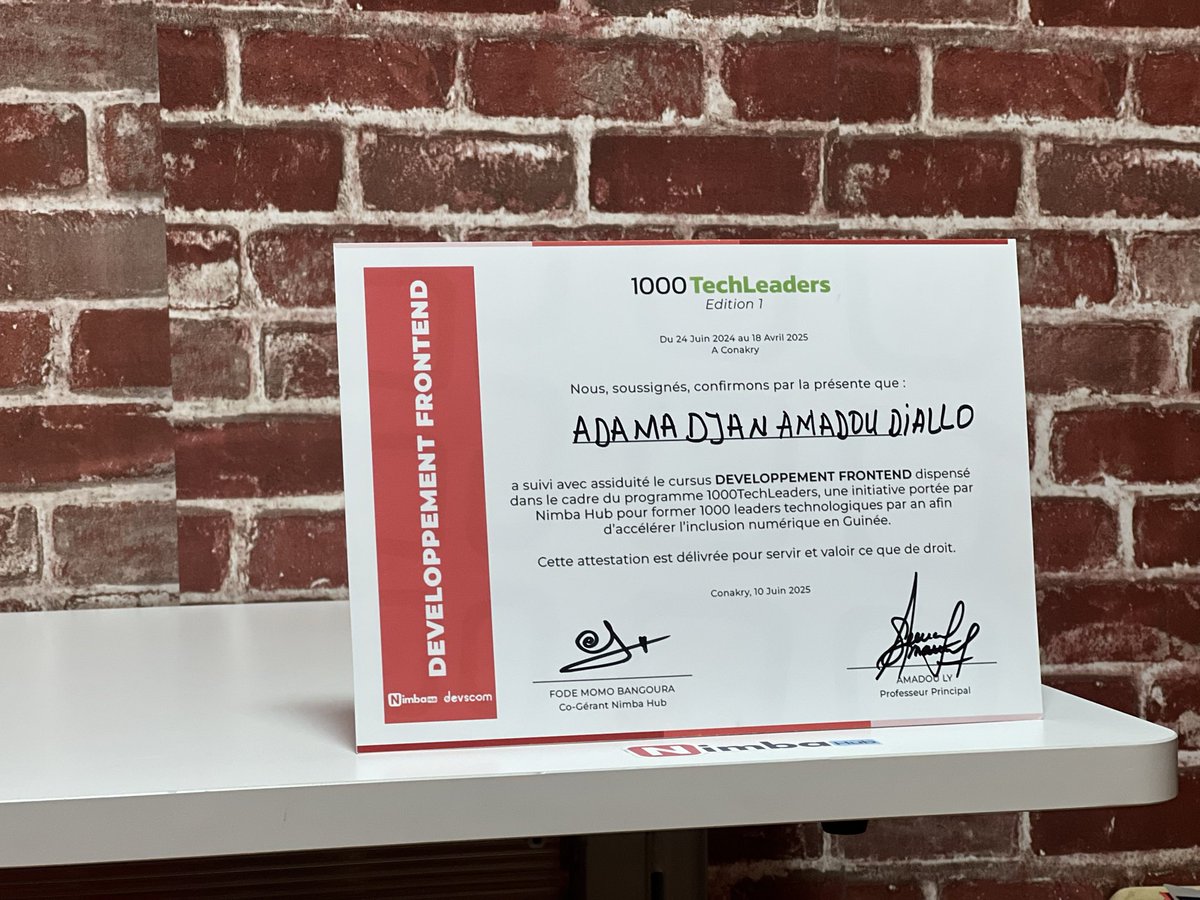 DEVELOPPEMENT FRONTEND
Nimba HUB devscom
1000 TechLeaders
Edition 1
Du 24 Juin 2024 au 18 Avril 2025
A Conakry
Nous, soussignés, confirmons par la présente que :
ADAMA DJAN AMADOU DiALLO
a suivi avec assiduité le cursus DEVELOPPEMENT FRONTEND dispensé
dans le cadre du programme 1000TechLeaders, une initiative portée par
Nimba Hub pour former 1000 leaders technologiques par an afin
d'accélérer l'inclusion numérique en Guinée.
Cette attestation est délivrée pour servir et valoir ce que de droit.
Conakry, 10 Juin 2025
FODE MOMO BANGOURA
Co-Gérant Nimba Hub
AMADOU LY
Professeur Principal
Nimba HUB